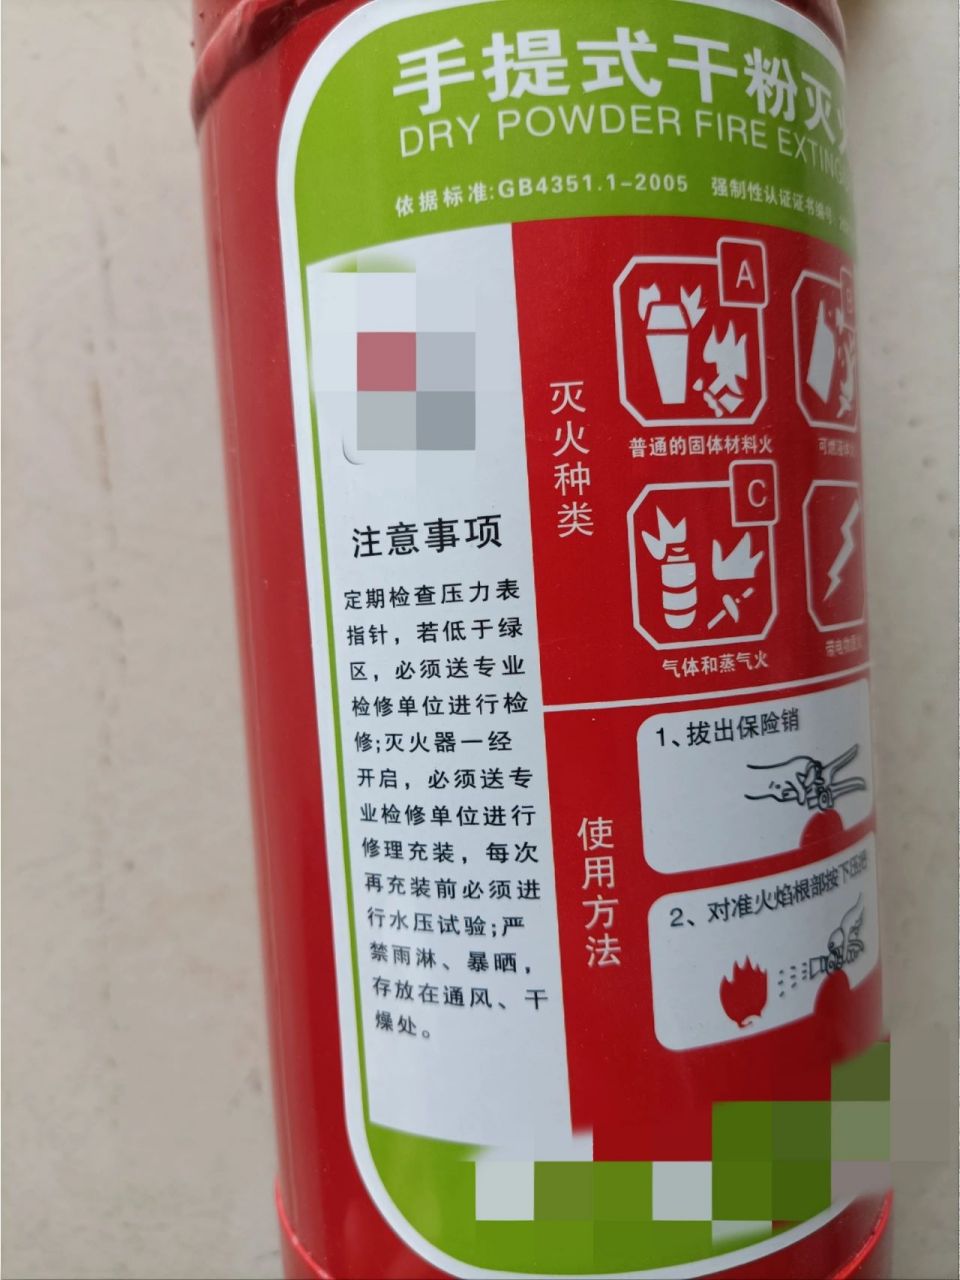 手提式干粉灭
DRY POWDER FIRE
依据标准:GB4351.1-2005 强制性认证证书编号
A
普通的固体材料火
C
气体和蒸气火
灭火种类
注意事项
定期检查压力表
指针，若低于绿
区，必须送专业
检修单位进行检
修;灭火器一经
开启，必须送专
业检修单位进行
修理充装，每次
再充装前必须进
行水压试验;严
禁雨淋、暴晒，
存放在通风、干
燥处。
使用方法
1、拔出保险销
2、对准火焰根部按下压把